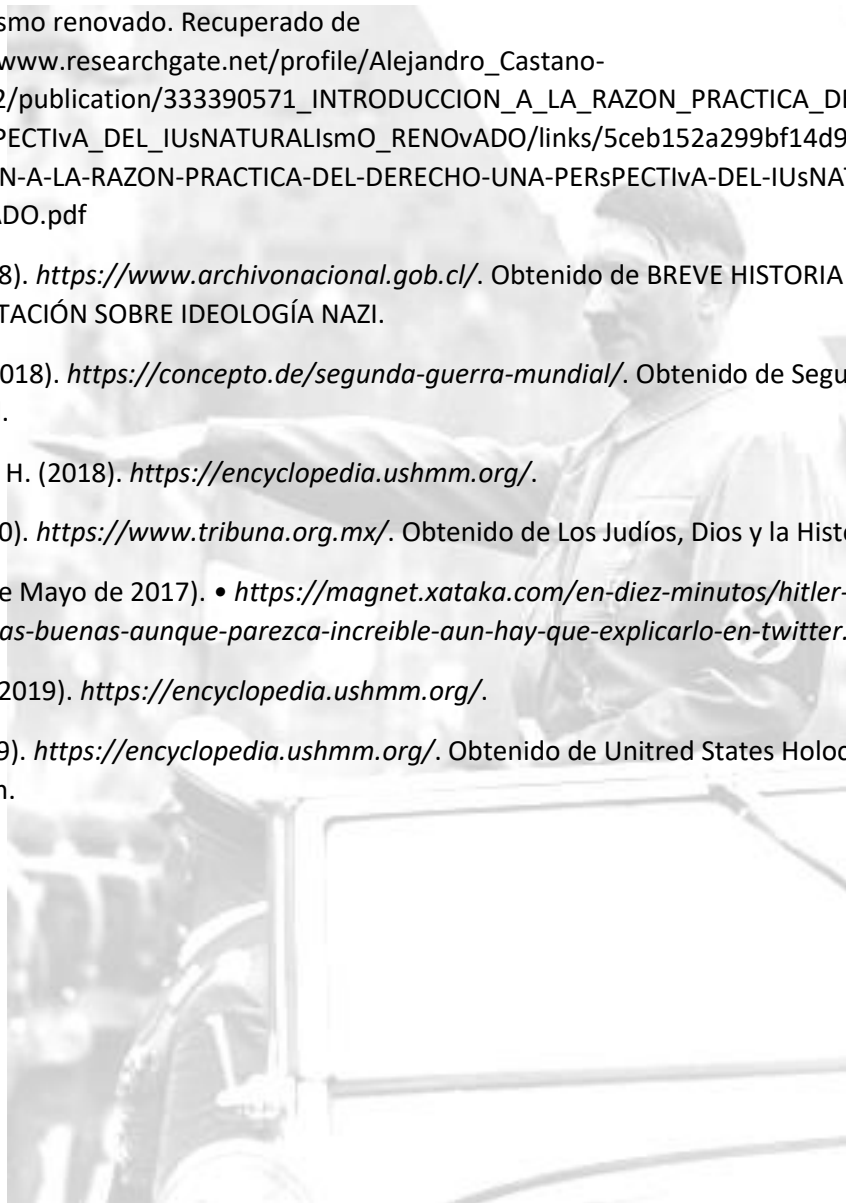 smo renovado. Recuperado de
www.researchgate.net/profile/Alejandro_Castano-
2/publication/333390571_INTRODUCCION_A_LA_RAZON_PRACTICA_DE
PECTIvA_DEL_IUsNATURALIsmO_RENOvADO/links/5ceb152a299bf14d9
N-A-LA-RAZON-PRACTICA-DEL-DERECHO-UNA-PERsPECTIvA-DEL-IUsNAT
ADO.pdf
8). https://www.archivonacional.gob.cl/. Obtenido de BREVE HISTORIA
TACIÓN SOBRE IDEOLOGÍA NAZI.
018). https://concepto.de/segunda-guerra-mundial/. Obtenido de Segu
.
H. (2018). https://encyclopedia.ushmm.org/.
0). https://www.tribuna.org.mx/. Obtenido de Los Judíos, Dios y la Histo
e Mayo de 2017). • https://magnet.xataka.com/en-diez-minutos/hitler-
as-buenas-aunque-parezca-increible-aun-hay-que-explicarlo-en-twitter.
2019). https://encyclopedia.ushmm.org/.
9). https://encyclopedia.ushmm.org/. Obtenido de Unitred States Holoc
n.